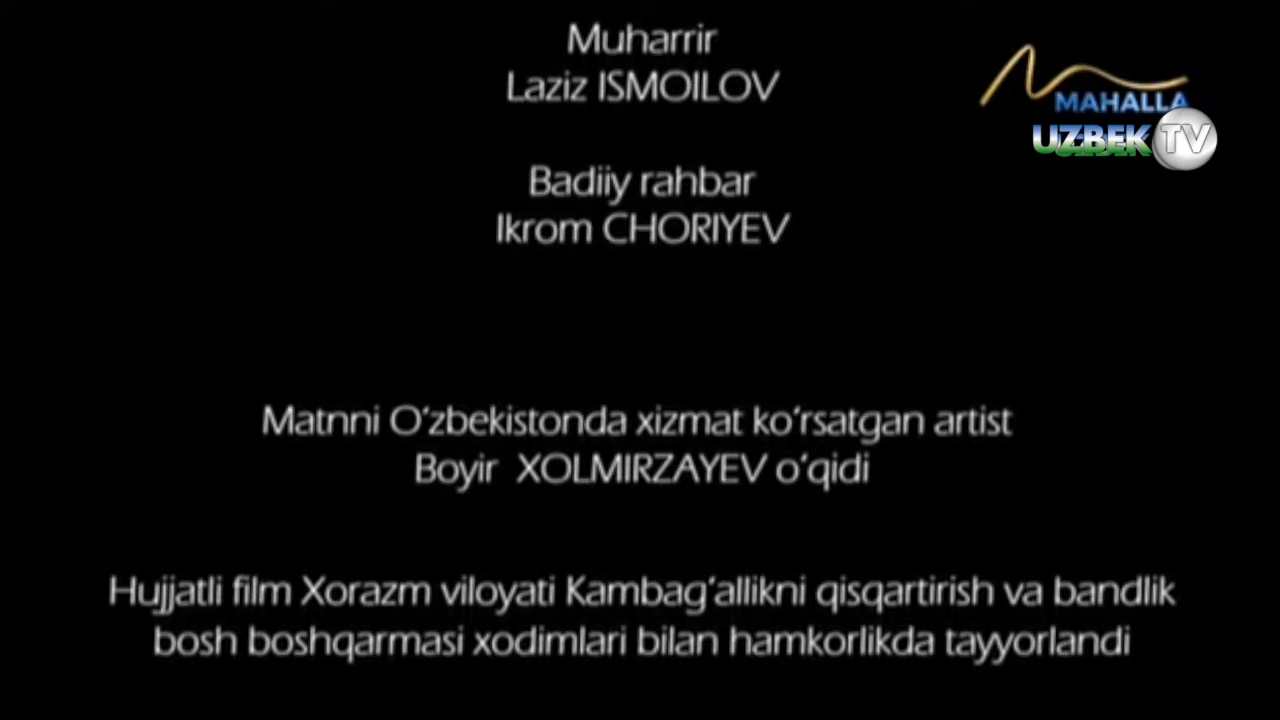 Muharrir
Laziz ISMOILOV
MAHALLA
UZBEK TV
Badiiy rahbar
Ikrom CHORIYEV
Matnni O‘zbekistonda xizmat ko‘rsatgan artist
Boyir XOLMIRZAYEV o‘qidi
Hujjatli film Xorazm viloyati Kambag‘allikni qisqartirish va bandlik
bosh boshqarmasi xodimlari bilan hamkorlikda tayyorlandi